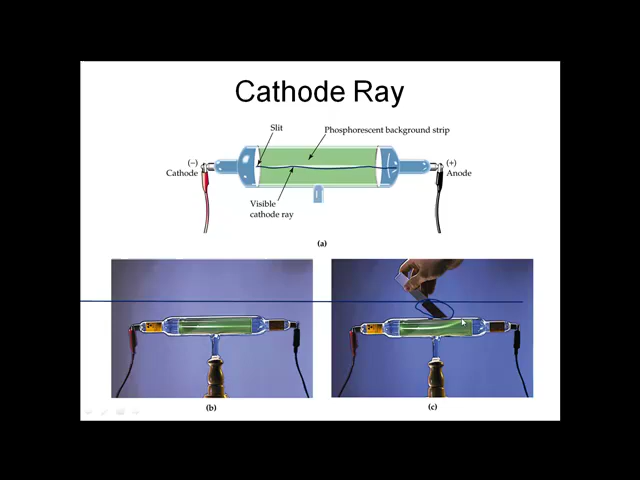 Cathode Ray
Slit
Phosphorescent background strip
(−)
Cathode
(+)
Anode
Visible
cathode ray
(a)
(b)
(c)